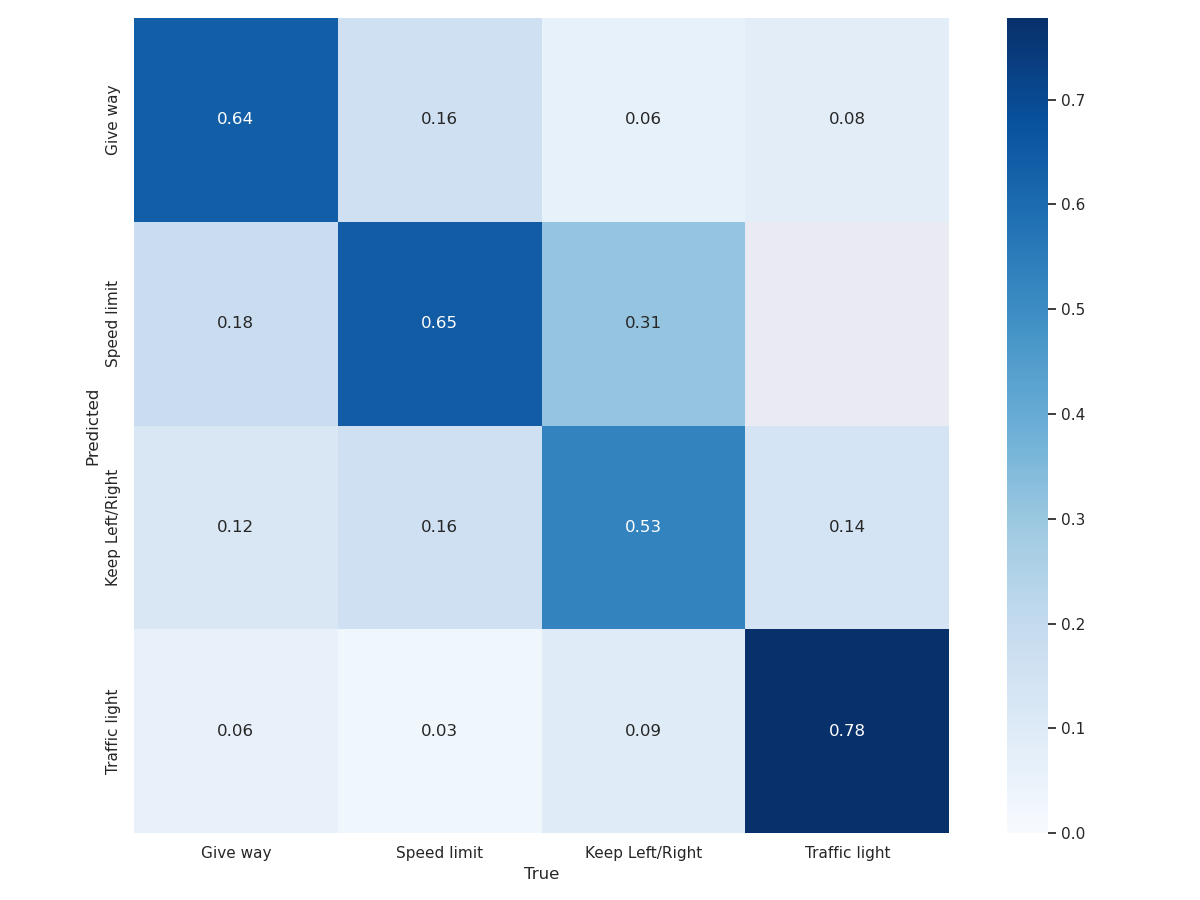 Predicted
Give way
0.64 0.16 0.06 0.08
Speed limit
0.18 0.65 0.31
Keep Left/Right
0.12 0.16 0.53 0.14
Traffic light
0.06 0.03 0.09 0.78
Give way Speed limit Keep Left/Right Traffic light
True
0.7
0.6
0.5
0.4
0.3
0.2
0.1
0.0